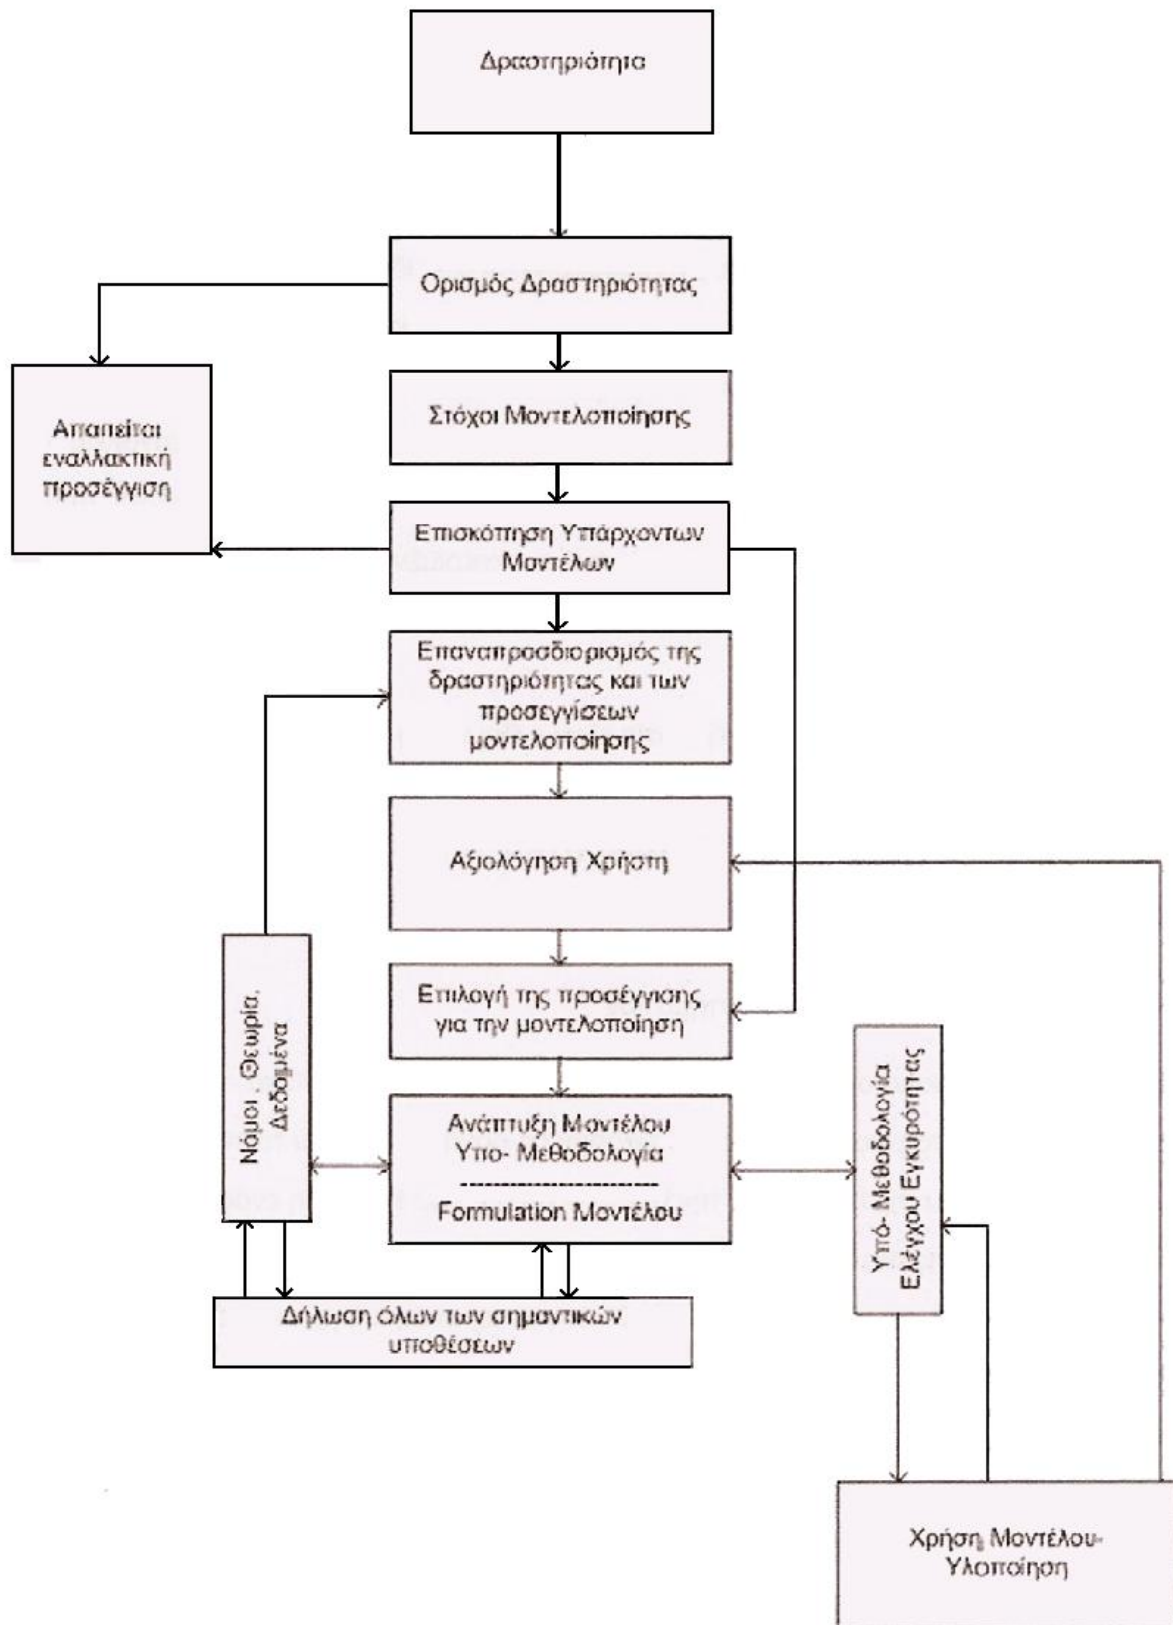 Δραστηριότητα
Ορισμός Δραστηριότητας
Στόχοι Μοντελοποίησης
Απαιτείται
εναλλακτική
προσέγγιση
Επισκόπηση Υπάρχοντων
Μοντέλων
Επαναπροσδιορισμός της
δραστηριότητας και των
προσεγγίσεων
μοντελοποίησης
Αξιολόγηση Χρήστη
Επιλογή της προσέγγισης
για την μοντελοποίηση
Νόμοι , Θεωρία,
Δεδομένα
Ανάπτυξη Μοντέλου
Υπο- Μεθοδολογία
Formulation Μοντέλου
Υπό- Μεθοδολογία
Ελέγχου Εγκυρότητας
Δήλωση όλων των σημαντικών
υποθέσεων
Χρήση Μοντέλου-
Υλοποίηση